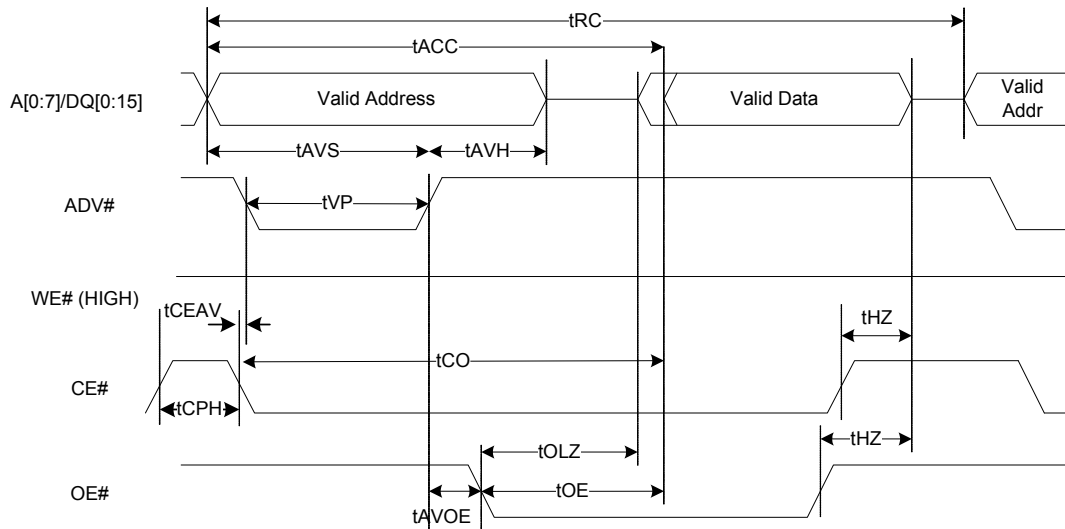 tRC
tACC
A[0:7]/DQ[0:15]
Valid Address
Valid Data
Valid
Addr
tAVS
tAVH
ADV#
tVP
WE# (HIGH)
tCEAV
tHZ
tCO
CE#
tCPH
tHZ
tOLZ
OE#
tOE
tAVOE